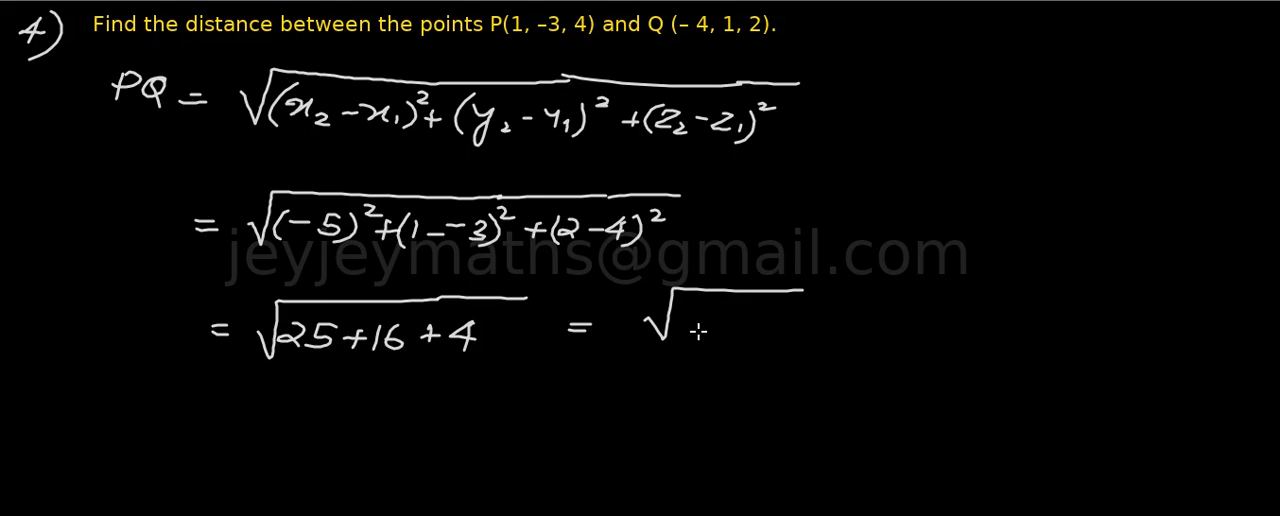 4) Find the distance between the points P(1, –3, 4) and Q (– 4, 1, 2).
PQ = √(x₂-x₁)²+(y₂-y₁)²+(z₂-z₁)²
= √(-5)²+(1--3)²+(2-4)²
jeyjeymaths@gmail.com
= √25+16+4 = √